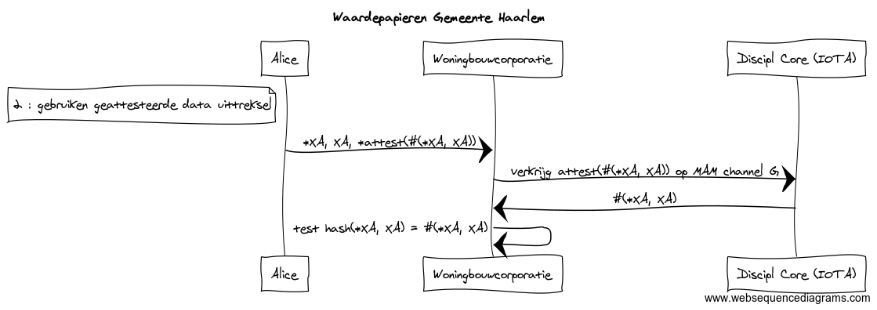 Waardepapieren Gemeente Haarlem
Alice
Woningbouwcorporatie
Discipl Core (IOTA)
2 : gebruiken geattesteerde data uittreksel
*xA, xA, *attest(#(*xA, xA))
verkrijg attest(#(*xA, xA)) op MAM channel G
#(*xA, xA)
test hash(*xA, xA) = #(*xA, xA)
Alice
Woningbouwcorporatie
Discipl Core (IOTA)
www.websequencediagrams.com